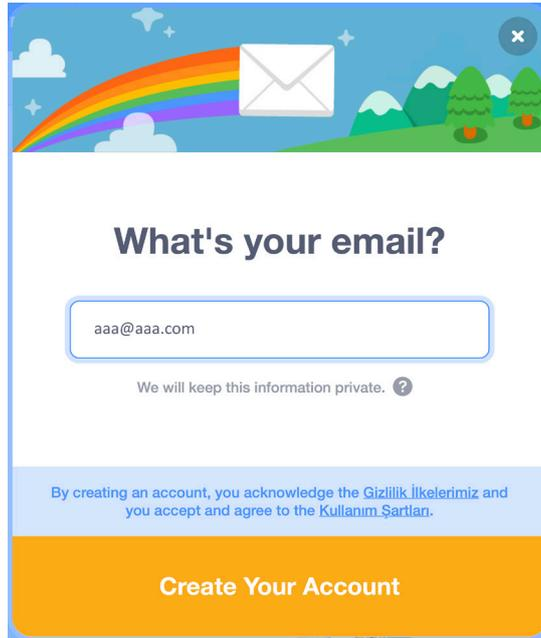 What's your email?
aaa@aaa.com
We will keep this information private. ?
By creating an account, you acknowledge the Gizlilik İlkelerimiz and
you accept and agree to the Kullanım Şartları.
Create Your Account